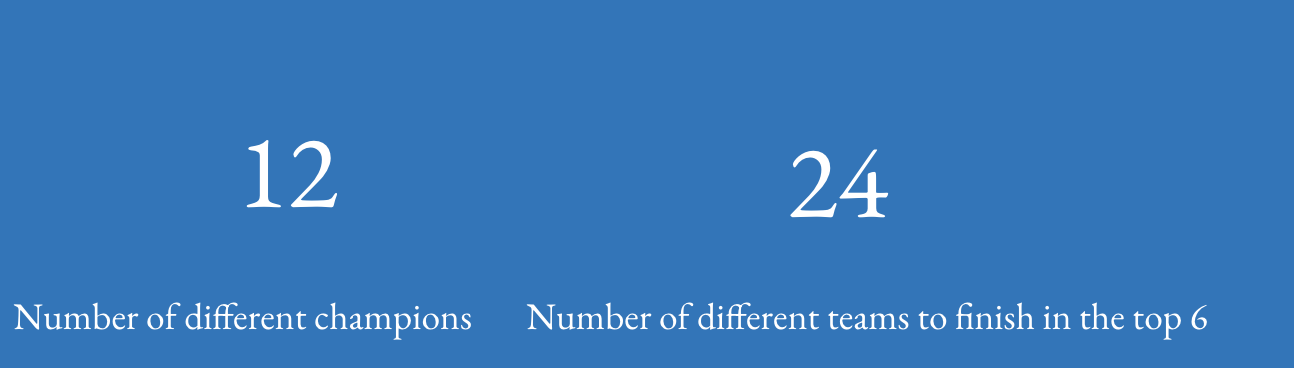 12
24
Number of different champions
Number of different teams to finish in the top 6